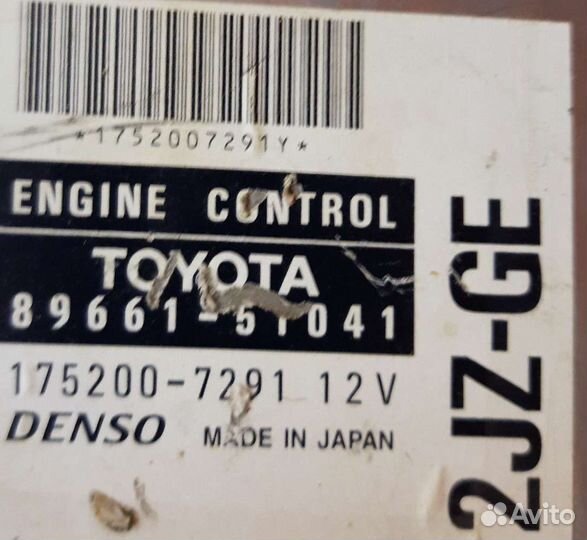 *1752007291Y*
ENGINE CONTROL
TOYOTA
89661-51041
175200-7291 12V
DENSO MADE IN JAPAN
2JZ-GE
Avito